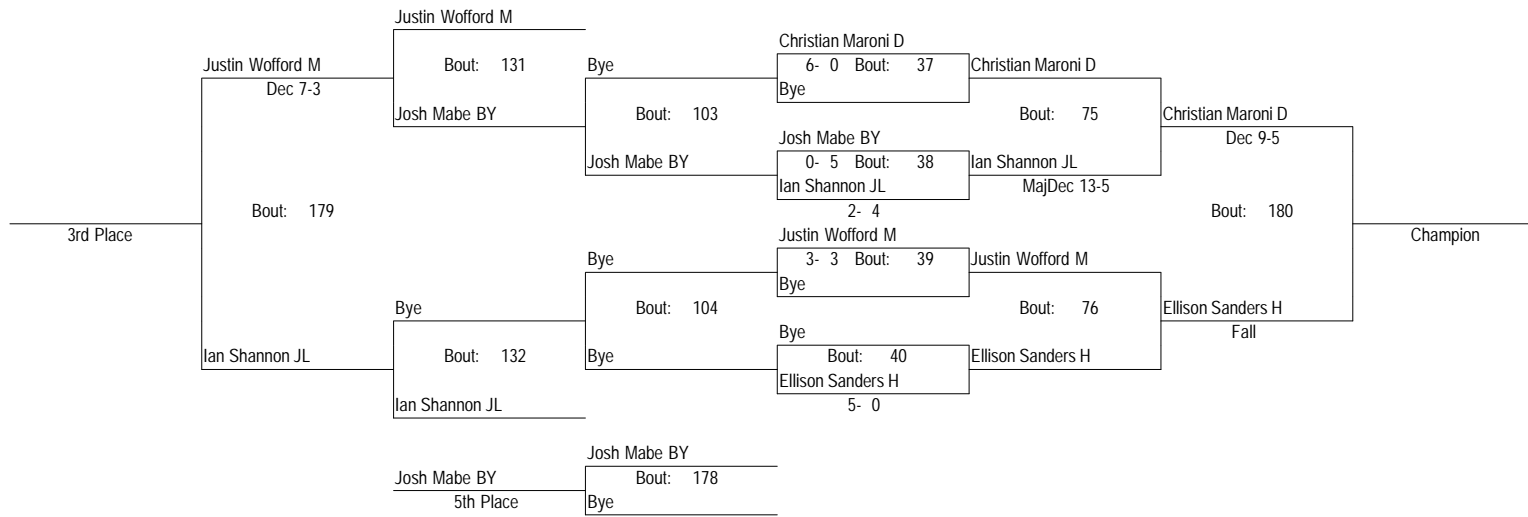 Justin Wofford M
Christian Maroni D
Justin Wofford M Bout: 131 Bye 6- 0 Bout: 37 Christian Maroni D
Dec 7-3 Bye
Josh Mabe BY Bout: 103 Bout: 75 Christian Maroni D
Josh Mabe BY Dec 9-5
Josh Mabe BY 0- 5 Bout: 38 Ian Shannon JL
Ian Shannon JL MajDec 13-5
Bout: 179 2- 4 Bout: 180
3rd Place Justin Wofford M Champion
Bye 3- 3 Bout: 39 Justin Wofford M
Bye
Bye Bout: 104 Bout: 76 Ellison Sanders H
Bye Fall
Ian Shannon JL Bout: 132 Bye Bout: 40 Ellison Sanders H
Ellison Sanders H
Ian Shannon JL 5- 0
Josh Mabe BY
Josh Mabe BY Bout: 178
5th Place Bye